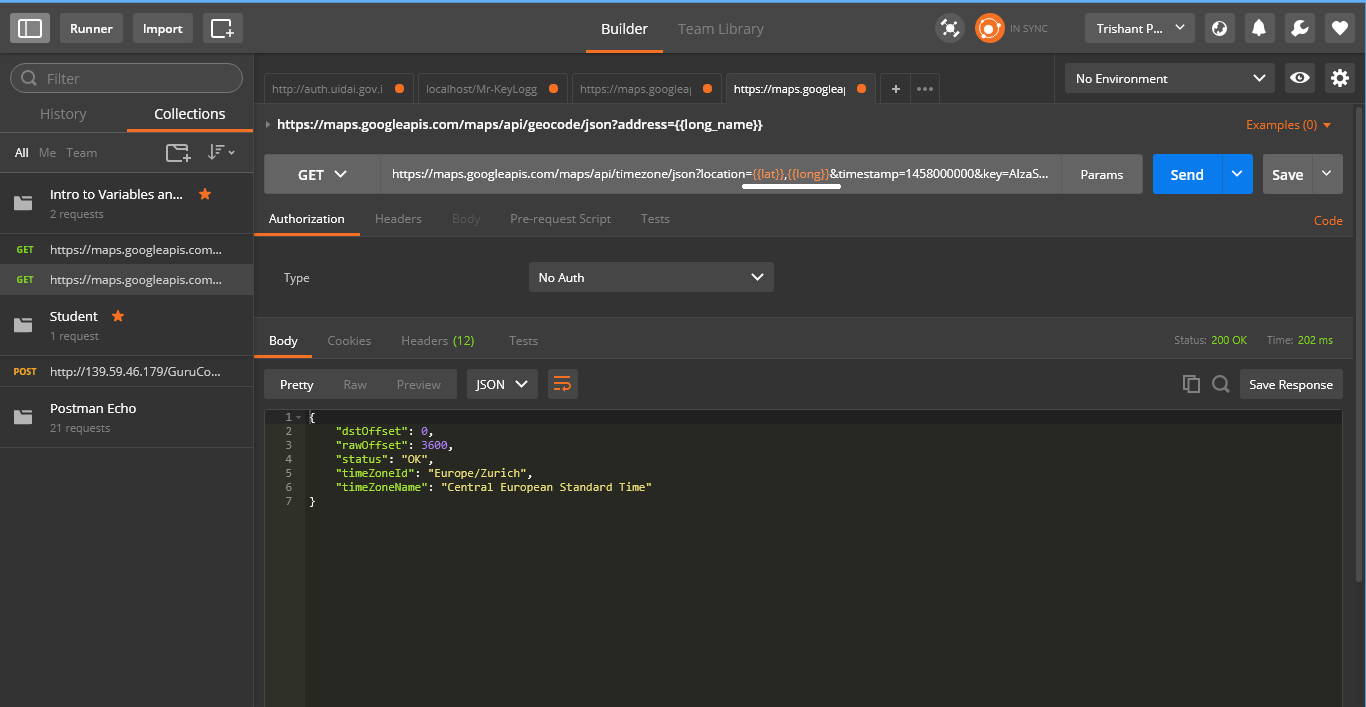 Runner
Import
Builder
Team Library
IN SYNC
Trishant P...
Filter
History
Collections
All Me Team
Intro to Variables an...
2 requests
GET https://maps.googleapis.com...
GET https://maps.googleapis.com...
Student
1 request
POST http://139.59.46.179/GuruCo...
Postman Echo
21 requests
http://auth.uidai.gov.i
localhost/Mr-KeyLogg
https://maps.googleap
https://maps.googleap
+
No Environment
https://maps.googleapis.com/maps/api/geocode/json?address={{long_name}}
Examples (0)
GET
https://maps.googleapis.com/maps/api/timezone/json?location={{lat}},{{long}}&timestamp=1458000000&key=AIzaS...
Params
Send
Save
Authorization Headers Body Pre-request Script Tests
Code
Type
No Auth
Body Cookies Headers (12) Tests
Status: 200 OK Time: 202 ms
Pretty Raw Preview
JSON
Save Response
1 {
2 "dstOffset": 0,
3 "rawOffset": 3600,
4 "status": "OK",
5 "timeZoneId": "Europe/Zurich",
6 "timeZoneName": "Central European Standard Time"
7 }